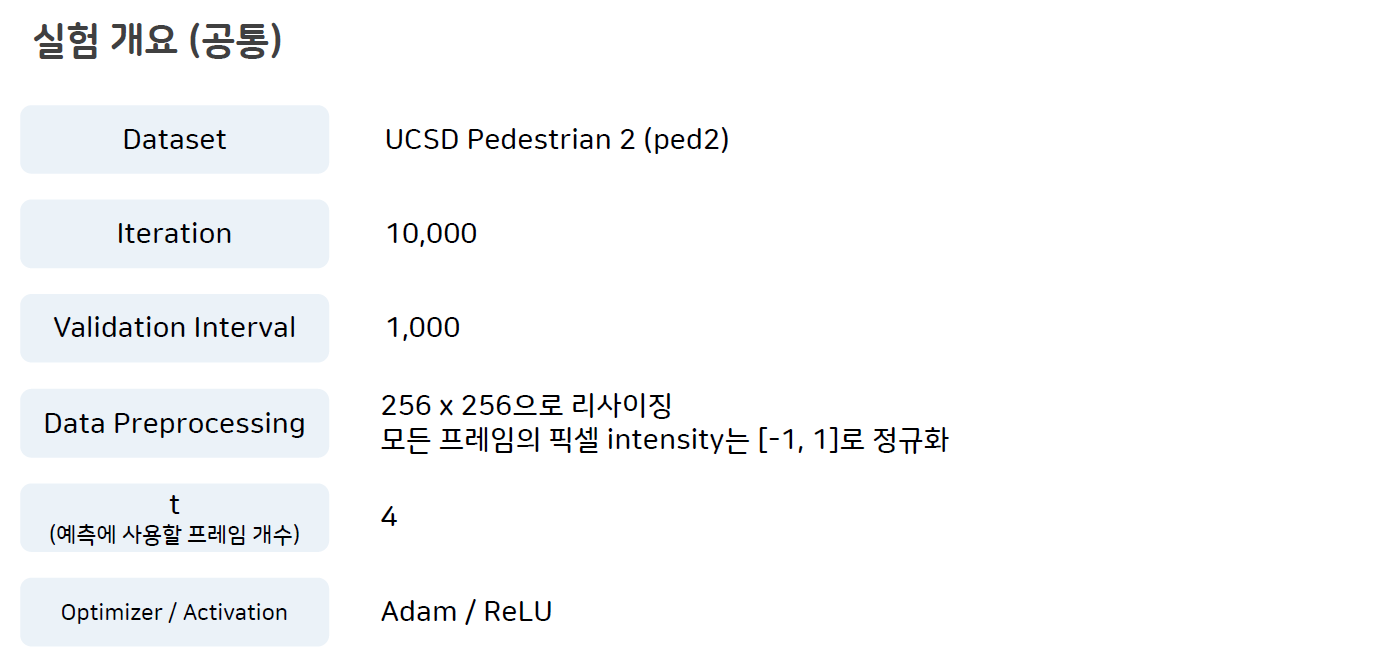 실험 개요 (공통)
Dataset
UCSD Pedestrian 2 (ped2)
Iteration
10,000
Validation Interval
1,000
Data Preprocessing
256 x 256으로 리사이징
모든 프레임의 픽셀 intensity는 [-1, 1]로 정규화
t
(예측에 사용할 프레임 개수)
4
Optimizer / Activation
Adam / ReLU